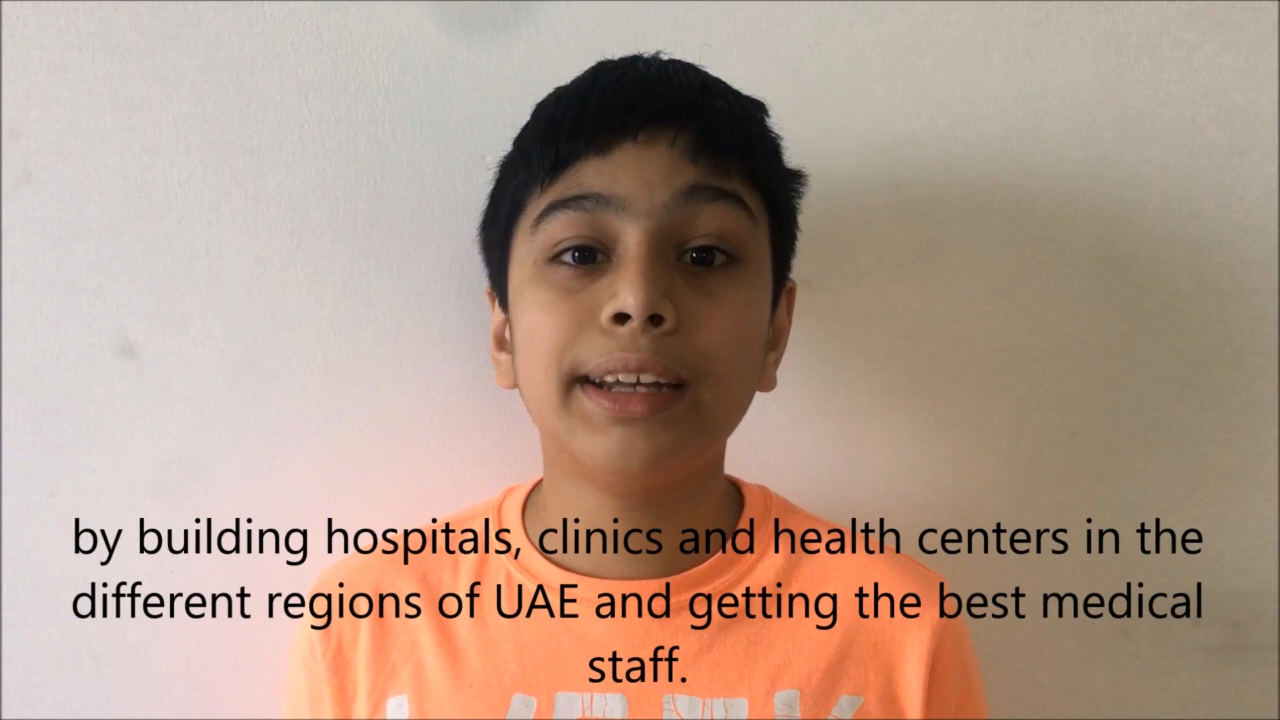 by building hospitals, clinics and health centers in the
different regions of UAE and getting the best medical
staff.